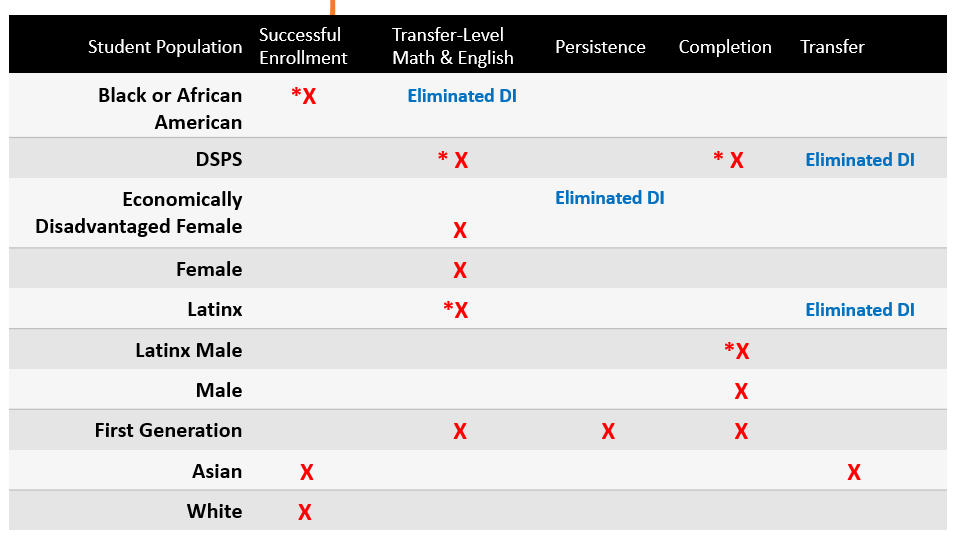 Student Population Successful Enrollment Transfer-Level Math & English Persistence Completion Transfer
Black or African American *X Eliminated DI
DSPS * X * X Eliminated DI
Economically Disadvantaged Female X Eliminated DI
Female X
Latinx *X Eliminated DI
Latinx Male *X
Male X
First Generation X X X
Asian X X
White X